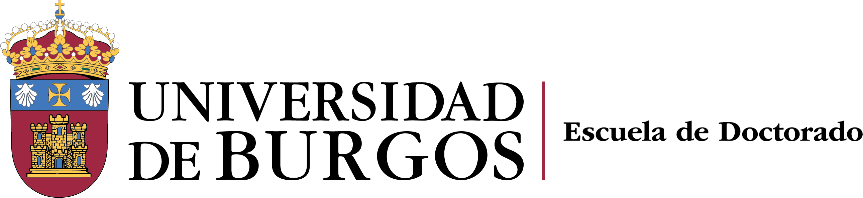 UNIVERSIDAD
DE BURGOS
Escuela de Doctorado